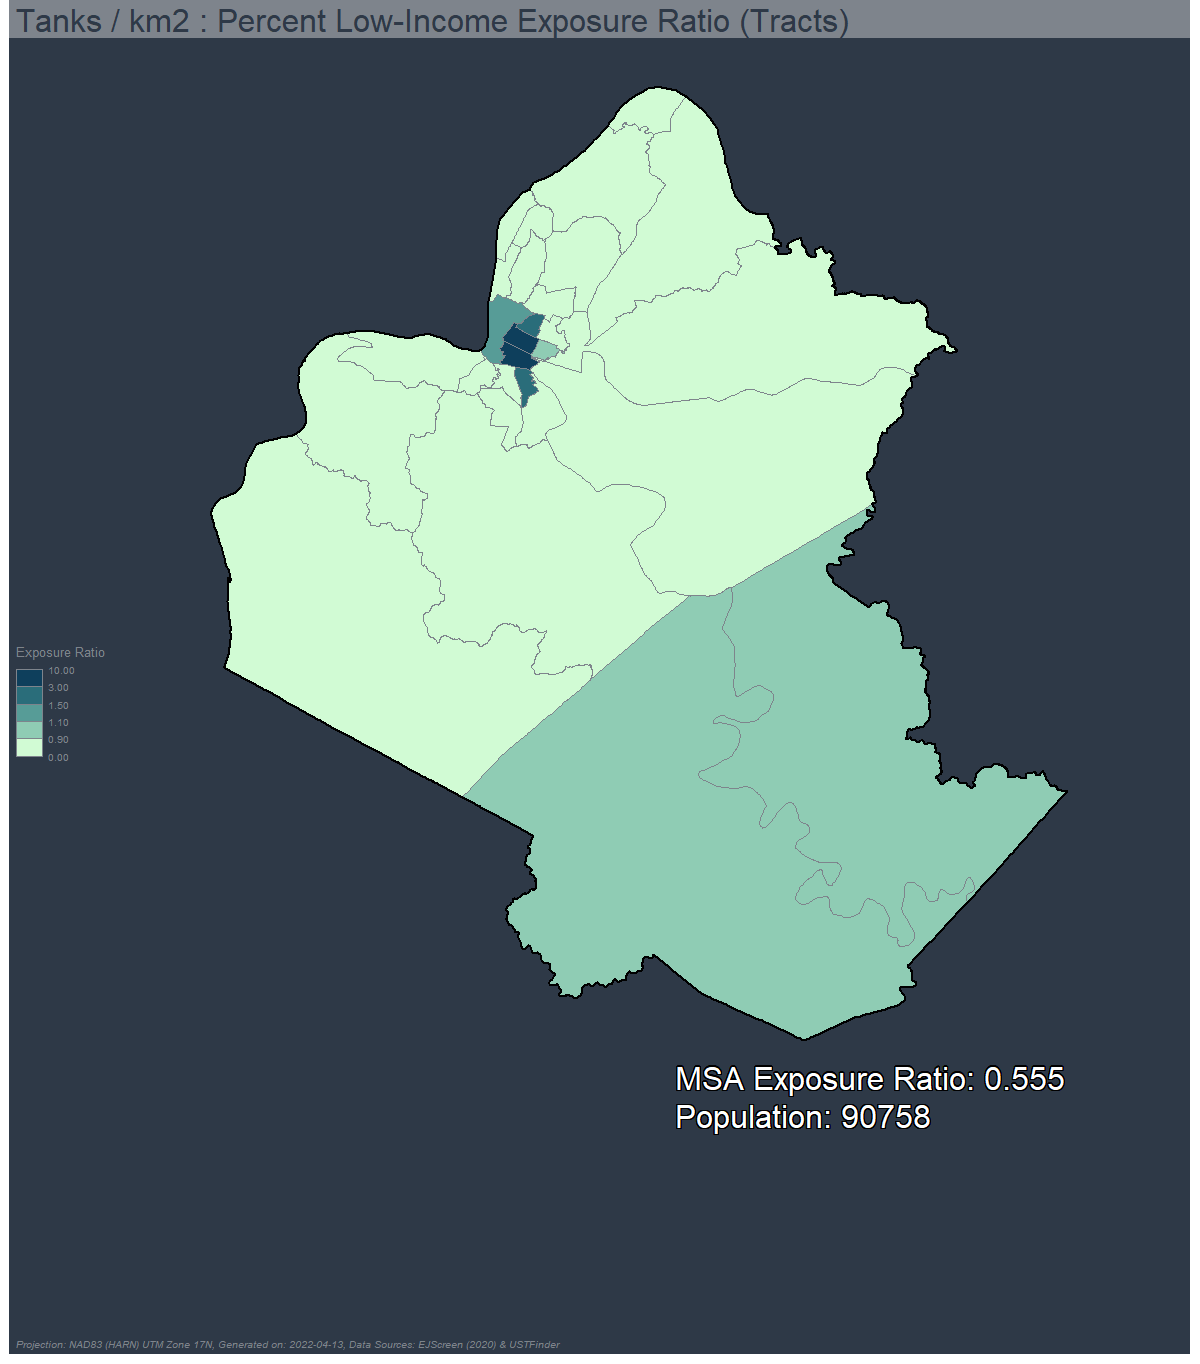 Tanks / km2 : Percent Low-Income Exposure Ratio (Tracts)
Exposure Ratio
10.00
3.00
1.50
1.10
0.90
0.00
MSA Exposure Ratio: 0.555
Population: 90758
Projection: NAD83 (HARN) UTM Zone 17N, Generated on: 2022-04-13, Data Sources: EJScreen (2020) & USTFinder